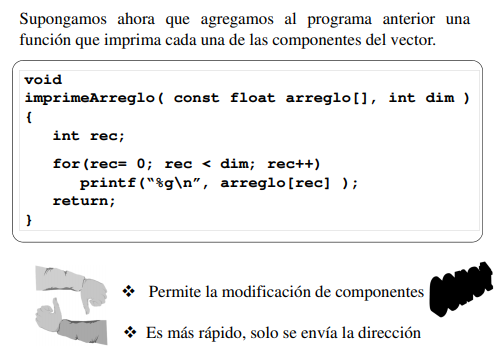 Supongamos ahora que agregamos al programa anterior una
función que imprima cada una de las componentes del vector.
void
imprimeArreglo( const float arreglo[], int dim )
{
int rec;
for(rec= 0; rec < dim; rec++)
printf(“%g\n”, arreglo[rec] );
return;
}
❖ Permite la modificación de componentes
❖ Es más rápido, solo se envía la dirección